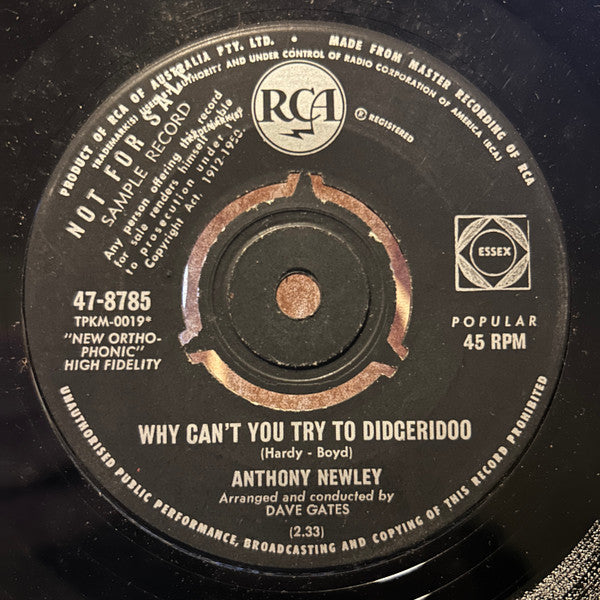 PRODUCT OF RCA OF AUSTRALIA PTY. LTD. • MADE FROM MASTER RECORDING OF RCA
AUTHORITY AND UNDER CONTROL OF RADIO CORPORATION OF AMERICA (RCA)
NOT FOR SALE
SAMPLE RECORD
Any person offering this record
for sale renders himself liable
to prosecution under the
Copyright Act. 1912-1950
RCA
® REGISTERED
ESSEX
47-8785
TPKM-0019*
"NEW ORTHO-
PHONIC"
HIGH FIDELITY
POPULAR
45 RPM
WHY CAN'T YOU TRY TO DIDGERIDOO
(Hardy - Boyd)
ANTHONY NEWLEY
Arranged and conducted by
DAVE GATES
(2.33)
UNAUTHORISED PUBLIC PERFORMANCE, BROADCASTING AND COPYING OF THIS RECORD PROHIBITED